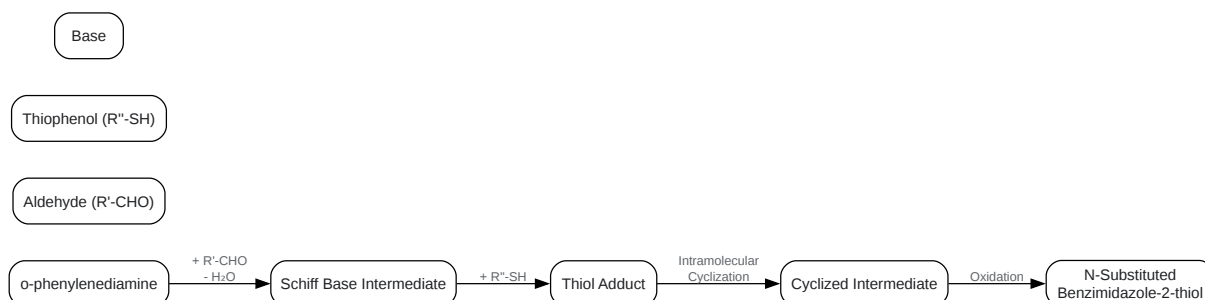 Base
Thiophenol (R"-SH)
Aldehyde (R'-CHO)
o-phenylenediamine
+ R'-CHO
- H₂O
Schiff Base Intermediate
+ R"-SH
Thiol Adduct
Intramolecular
Cyclization
Cyclized Intermediate
Oxidation
N-Substituted
Benzimidazole-2-thiol